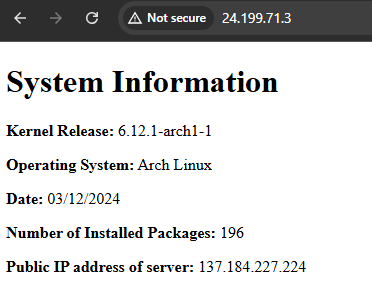 Not secure 24.199.71.3
System Information
Kernel Release: 6.12.1-arch1-1
Operating System: Arch Linux
Date: 03/12/2024
Number of Installed Packages: 196
Public IP address of server: 137.184.227.224